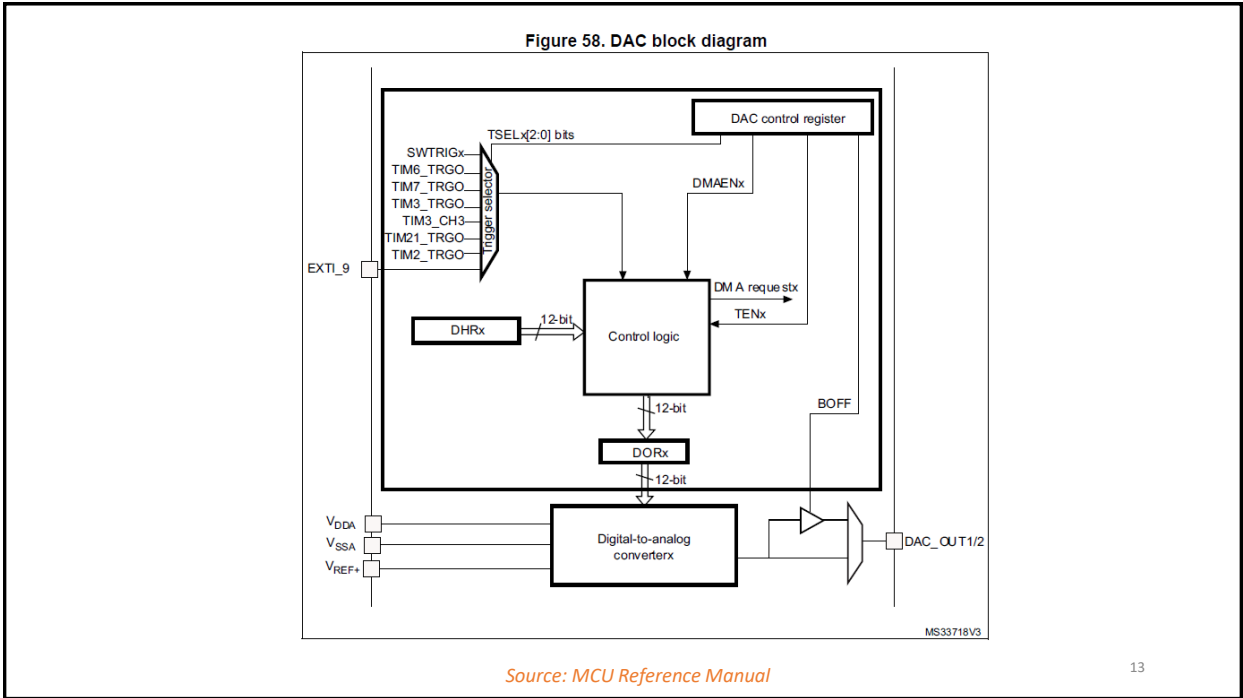 Figure 58. DAC block diagram
DAC control register
TSELx[2:0] bits
SWTRIGx
TIM6_TRGO
TIM7_TRGO
TIM3_TRGO
TIM3_CH3
TIM21_TRGO
TIM2_TRGO
Trigger selector
DMAENx
EXTI_9
DMA requestx
TENx
DHRx
12-bit
Control logic
BOFF
12-bit
DORx
12-bit
VDDA
VSSA
VREF+
Digital-to-analog
converterx
DAC_OUT1/2
MS33718V3
Source: MCU Reference Manual
13